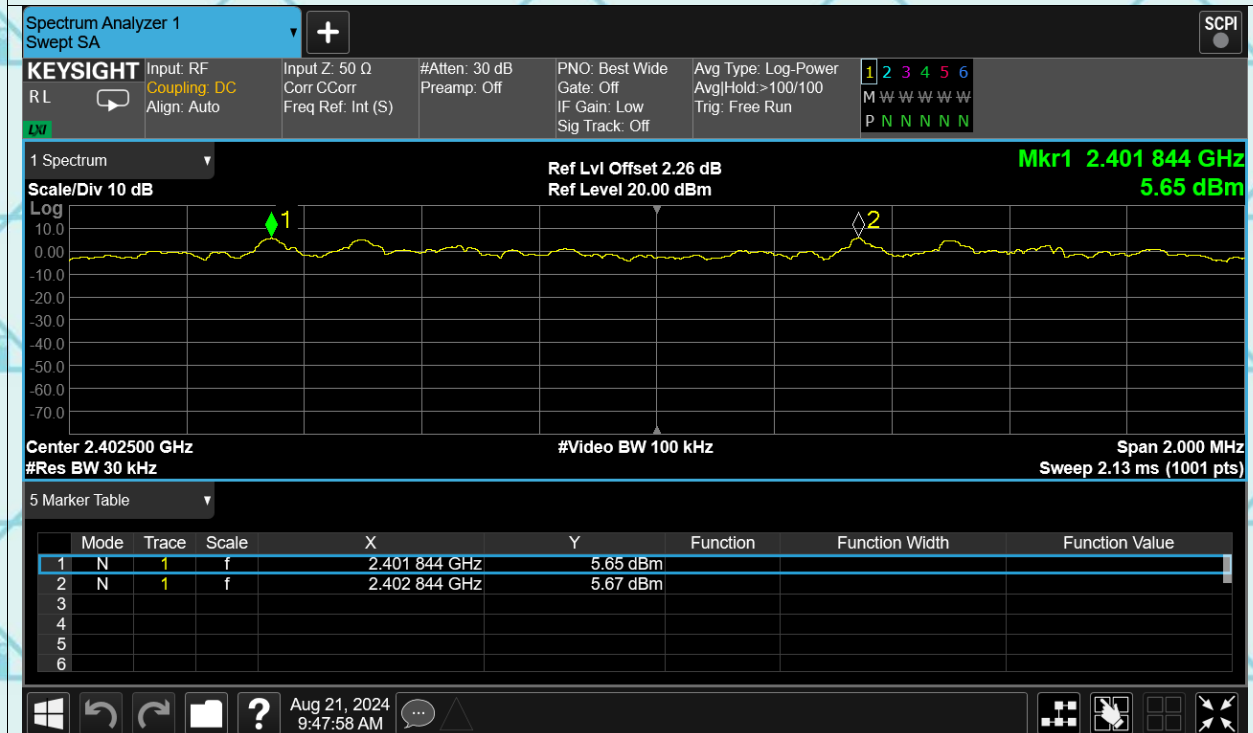 Spectrum Analyzer 1
Swept SA
+
SCPI
KEYSIGHT
RL
LXI
Input: RF
Coupling: DC
Align: Auto
Input Z: 50 Ω
Corr CCorr
Freq Ref: Int (S)
#Atten: 30 dB
Preamp: Off
PNO: Best Wide
Gate: Off
IF Gain: Low
Sig Track: Off
Avg Type: Log-Power
Avg|Hold:>100/100
Trig: Free Run
1 2 3 4 5 6
M W W W W W
P N N N N N
1 Spectrum
Scale/Div 10 dB
Ref Lvl Offset 2.26 dB
Ref Level 20.00 dBm
Mkr1 2.401 844 GHz
5.65 dBm
Log
10.0
0.00
-10.0
-20.0
-30.0
-40.0
-50.0
-60.0
-70.0
1
2
Center 2.402500 GHz
#Res BW 30 kHz
#Video BW 100 kHz
Span 2.000 MHz
Sweep 2.13 ms (1001 pts)
5 Marker Table
Mode Trace Scale X Y Function Function Width Function Value
1 N 1 f 2.401 844 GHz 5.65 dBm
2 N 1 f 2.402 844 GHz 5.67 dBm
3
4
5
6
?
Aug 21, 2024
9:47:58 AM